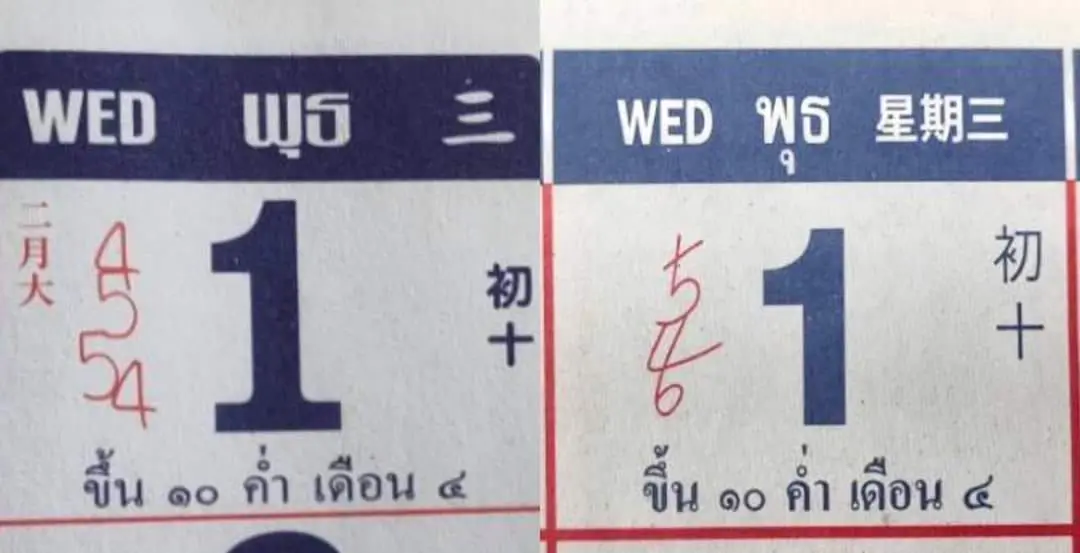 WED พุธ 三
二月大
4
5
5 4
1
初十
ขึ้น ๑๐ ค่ำ เดือน ๔
WED พุธ 星期三
5
6
1
初十
ขึ้น ๑๐ ค่ำ เดือน ๔